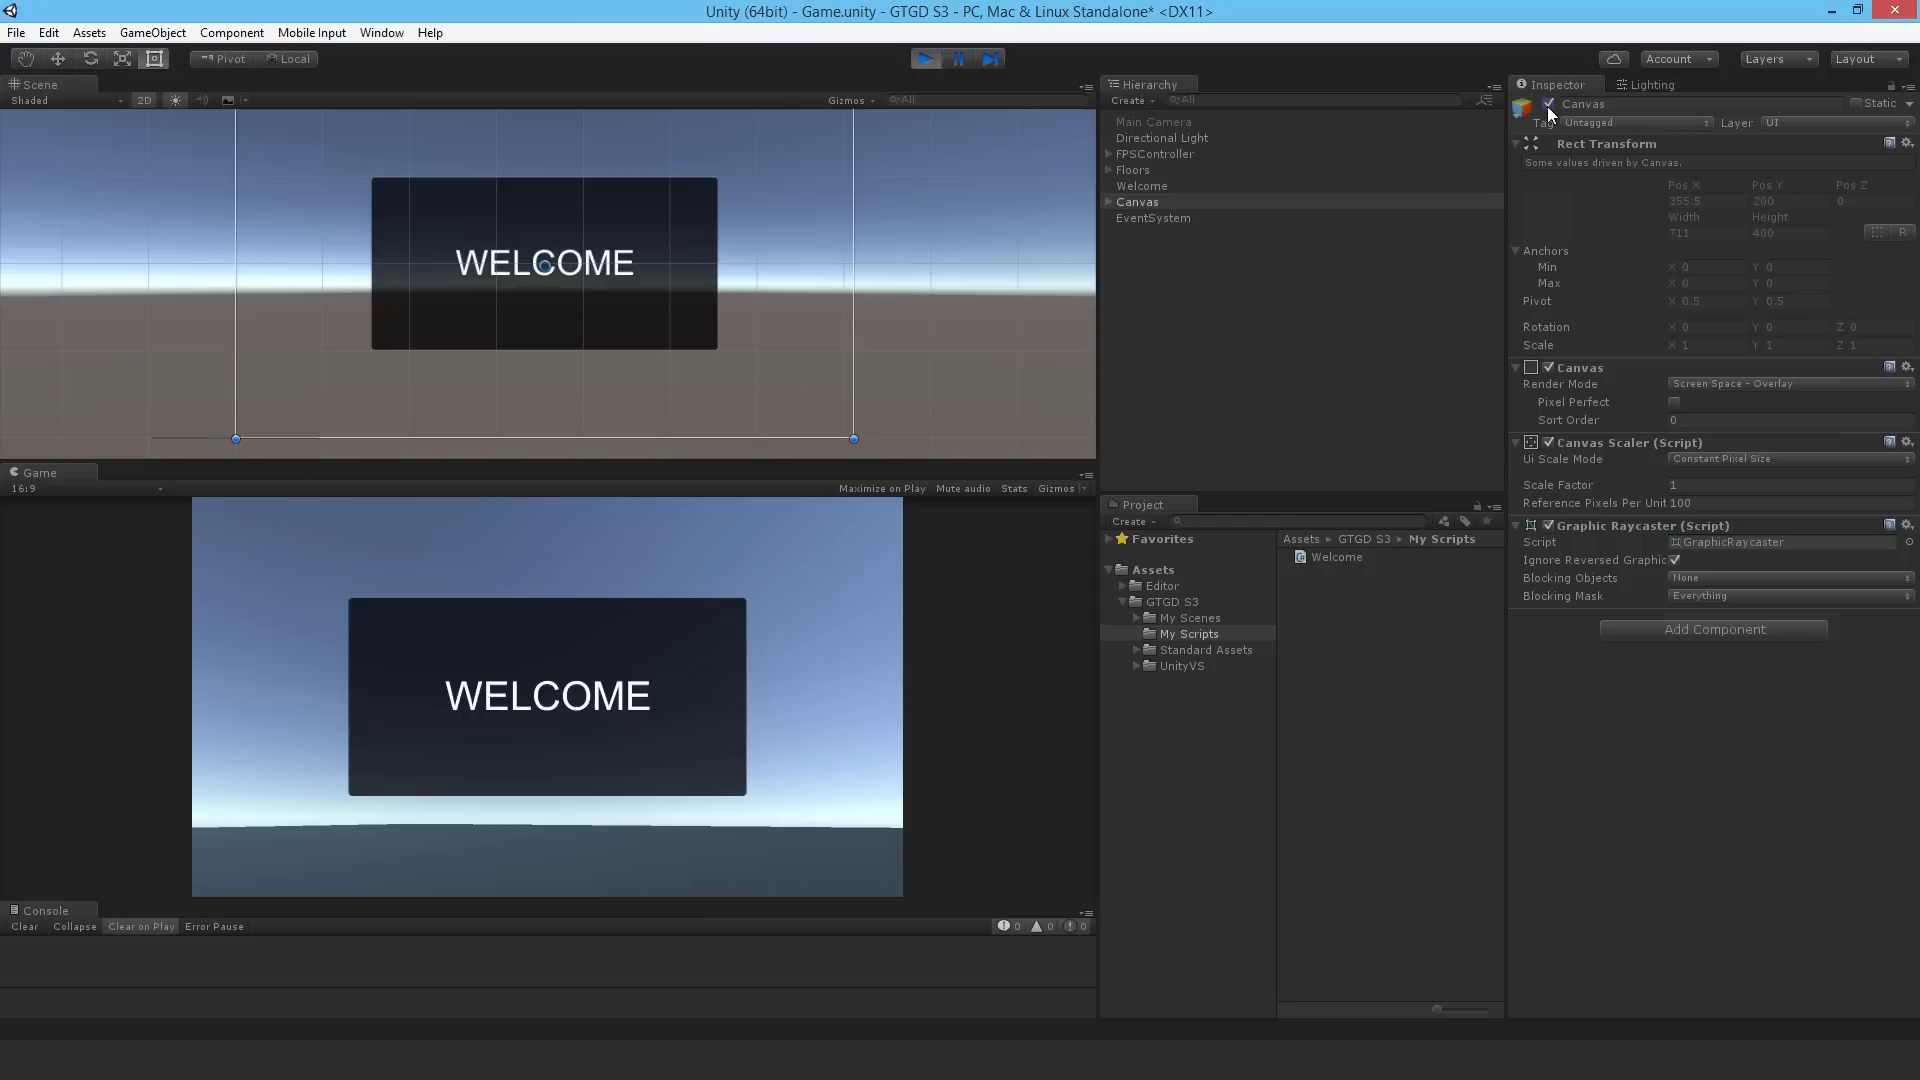 Unity (64bit) - Game.unity - GTGD S3 - PC, Mac & Linux Standalone* <DX11>
File Edit Assets GameObject Component Mobile Input Window Help
Pivot Local Account Layers Layout
Scene
Shaded 2D Gizmos All
WELCOME
Game
16:9 Maximize on Play Mute audio Stats Gizmos
WELCOME
Console
Clear Collapse Clear on Play Error Pause 0 0 0
Hierarchy
Create All
Main Camera
Directional Light
FPSController
Floors
Welcome
Canvas
EventSystem
Project
Create
Favorites
Assets
Editor
GTGD S3
My Scenes
My Scripts
Standard Assets
UnityVS
Assets GTGD S3 My Scripts
Welcome
Inspector Lighting
Canvas Static
Tag Untagged Layer UI
Rect Transform
Some values driven by Canvas.
Pos X Pos Y Pos Z
355.5 200 0
Width Height
711 400 R
Anchors
Min X 0 Y 0
Max X 0 Y 0
Pivot X 0.5 Y 0.5
Rotation X 0 Y 0 Z 0
Scale X 1 Y 1 Z 1
Canvas
Render Mode Screen Space - Overlay
Pixel Perfect
Sort Order 0
Canvas Scaler (Script)
Ui Scale Mode Constant Pixel Size
Scale Factor 1
Reference Pixels Per Unit 100
Graphic Raycaster (Script)
Script GraphicRaycaster
Ignore Reversed Graphic
Blocking Objects None
Blocking Mask Everything
Add Component